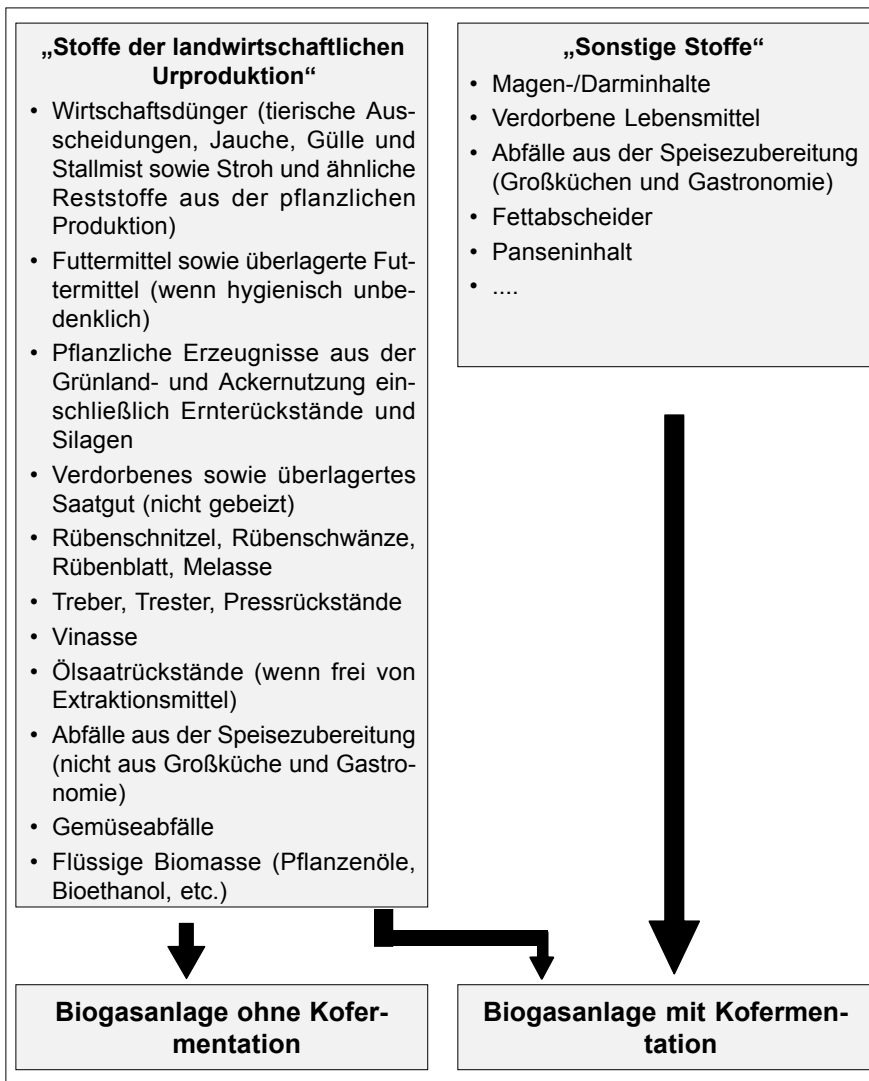 „Stoffe der landwirtschaftlichen
Urproduktion“
• Wirtschaftsdünger (tierische Aus-
scheidungen, Jauche, Gülle und
Stallmist sowie Stroh und ähnliche
Reststoffe aus der pflanzlichen
Produktion)
• Futtermittel sowie überlagerte Fut-
termittel (wenn hygienisch unbe-
denklich)
• Pflanzliche Erzeugnisse aus der
Grünland- und Ackernutzung ein-
schließlich Ernterückstände und
Silagen
• Verdorbenes sowie überlagertes
Saatgut (nicht gebeizt)
• Rübenschnitzel, Rübenschwänze,
Rübenblatt, Melasse
• Treber, Trester, Pressrückstände
• Vinasse
• Ölsaatrückstände (wenn frei von
Extraktionsmittel)
• Abfälle aus der Speisezubereitung
(nicht aus Großküche und Gastro-
nomie)
• Gemüseabfälle
• Flüssige Biomasse (Pflanzenöle,
Bioethanol, etc.)
„Sonstige Stoffe“
• Magen-/Darminhalte
• Verdorbene Lebensmittel
• Abfälle aus der Speisezubereitung
(Großküchen und Gastronomie)
• Fettabscheider
• Panseninhalt
• ....
Biogasanlage ohne Kofer-
mentation
Biogasanlage mit Kofermen-
tation